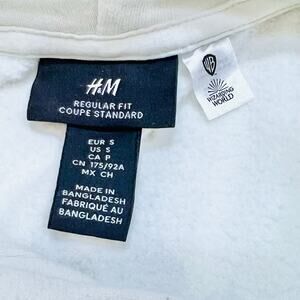 H&M
REGULAR FIT
COUPE STANDARD
WB
WIZARDING
WORLD
EUR S
US S
CA P
CN 175/92A
MX CH
MADE IN
BANGLADESH
FABRIQUÉ AU
BANGLADESH